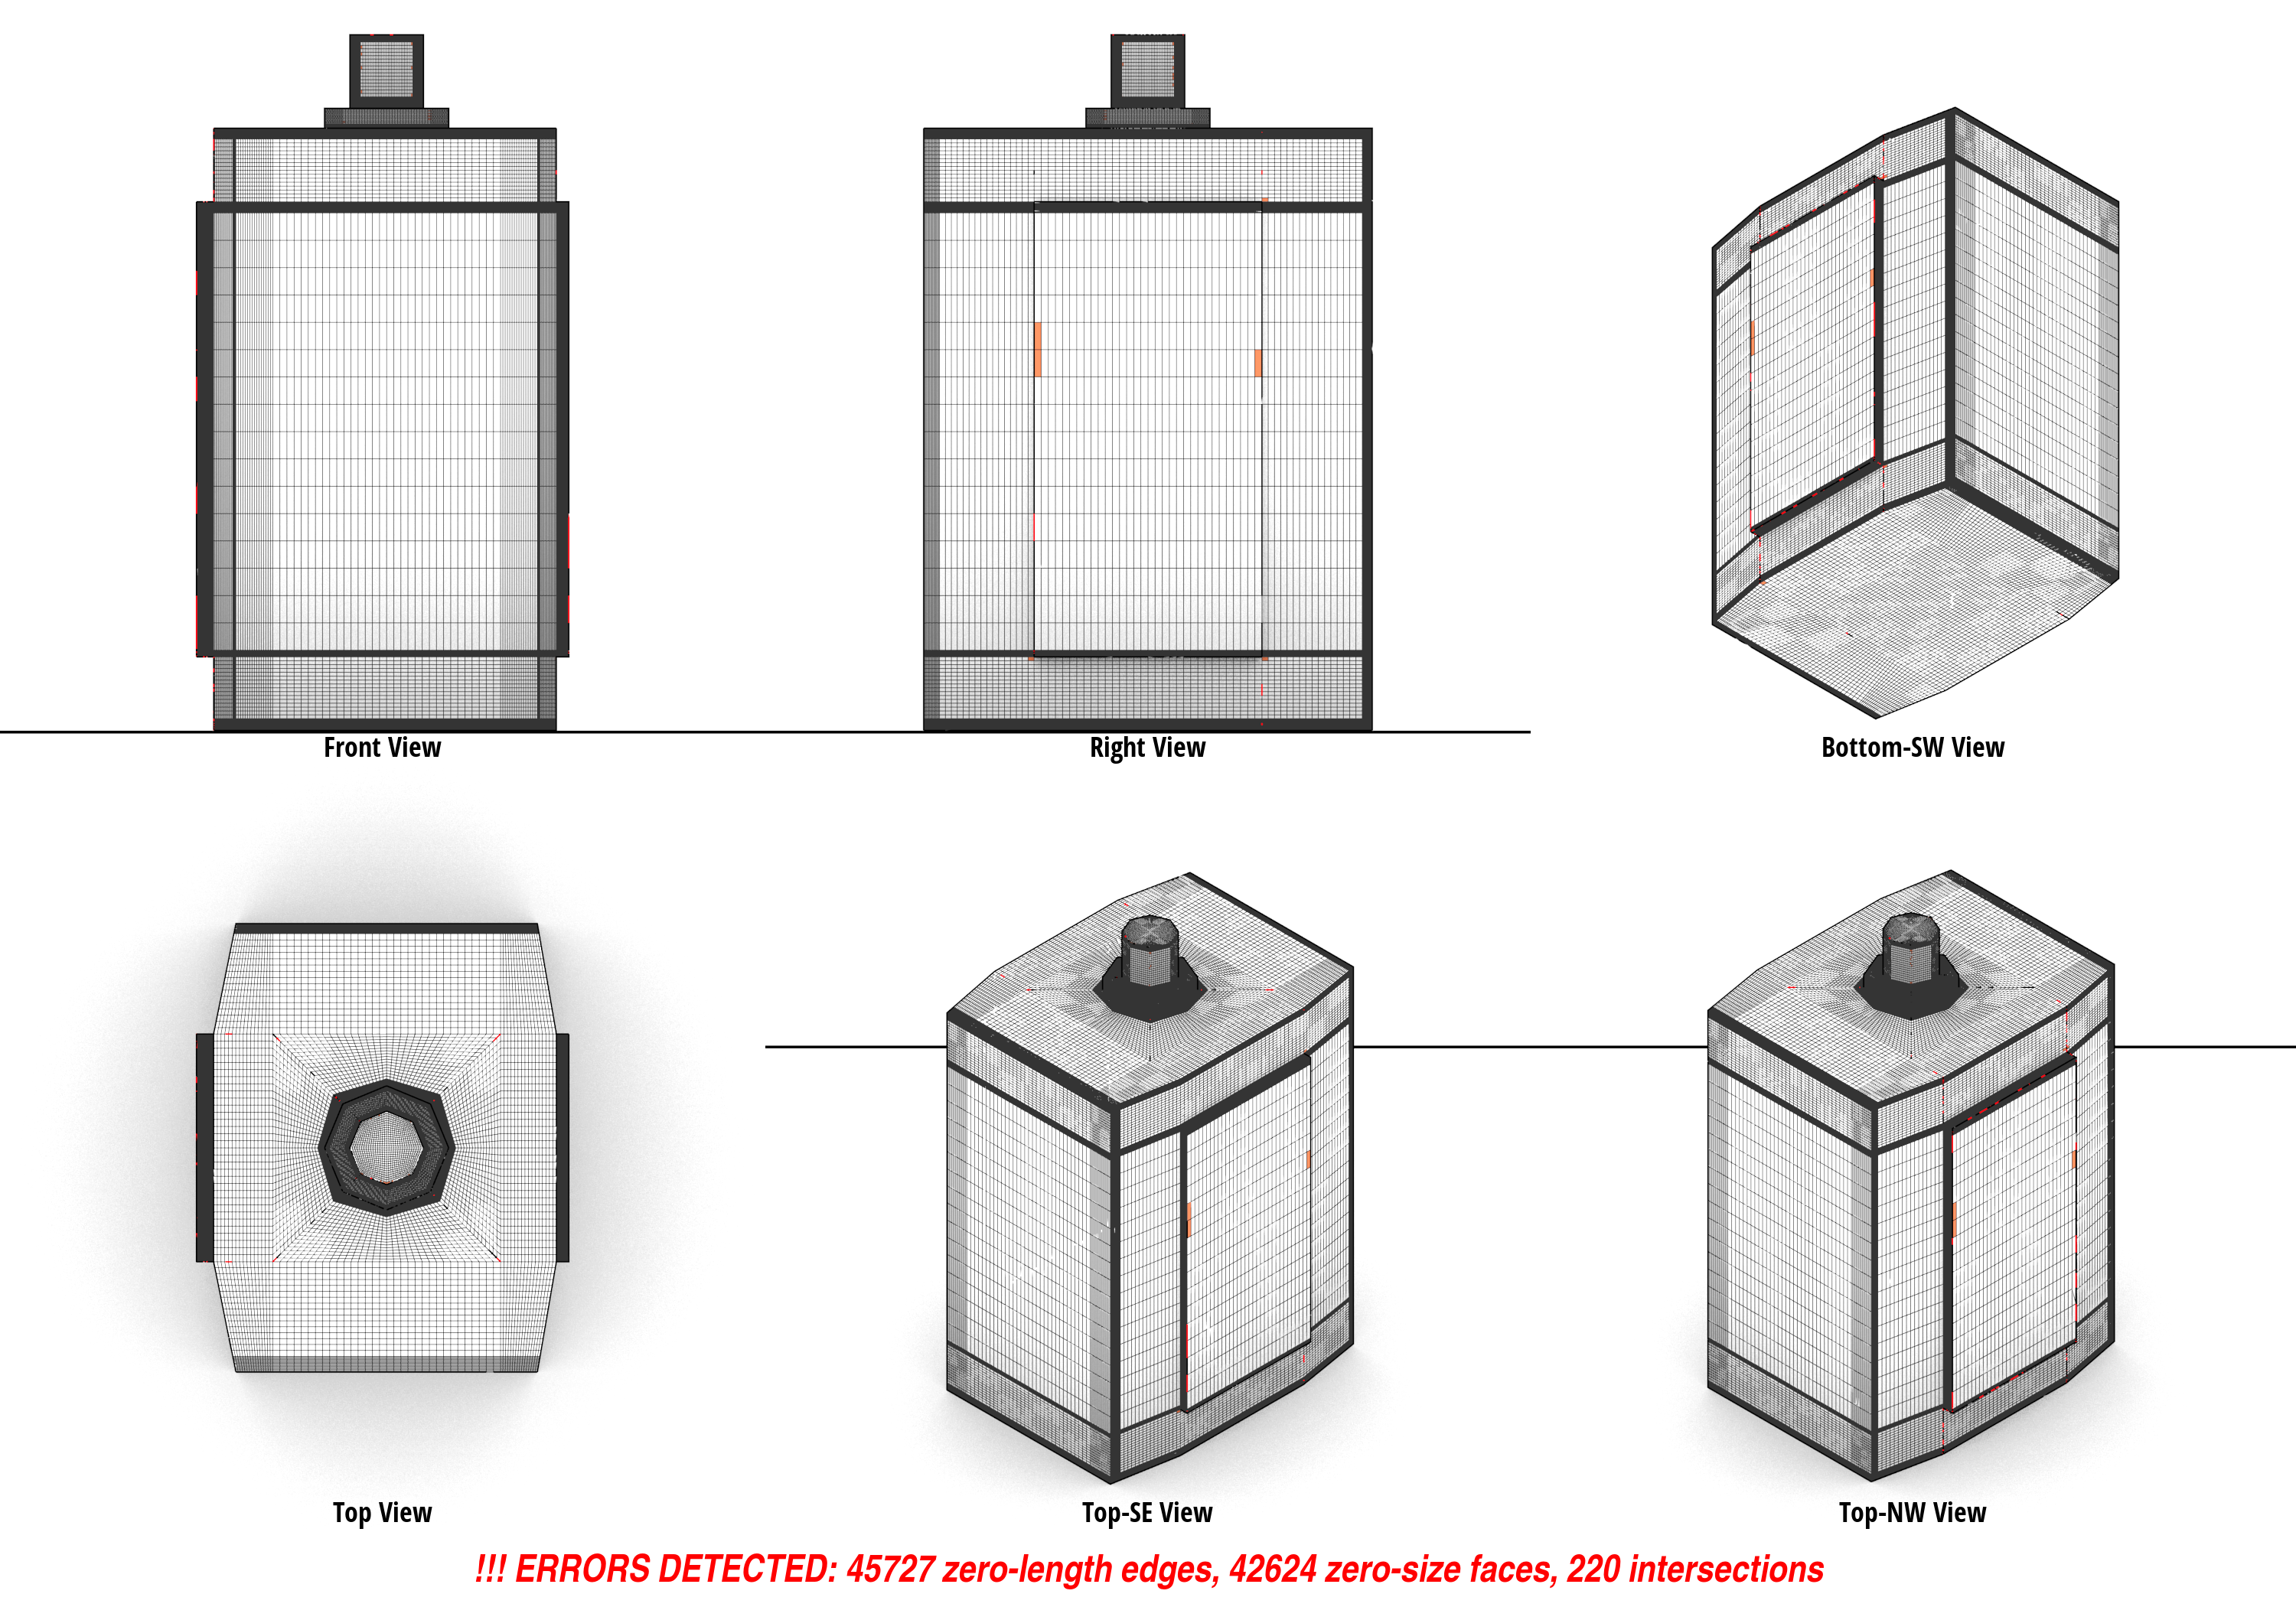 Front View
Right View
Bottom-SW View
Top View
Top-SE View
Top-NW View
!!! ERRORS DETECTED: 45727 zero-length edges, 42624 zero-size faces, 220 intersections